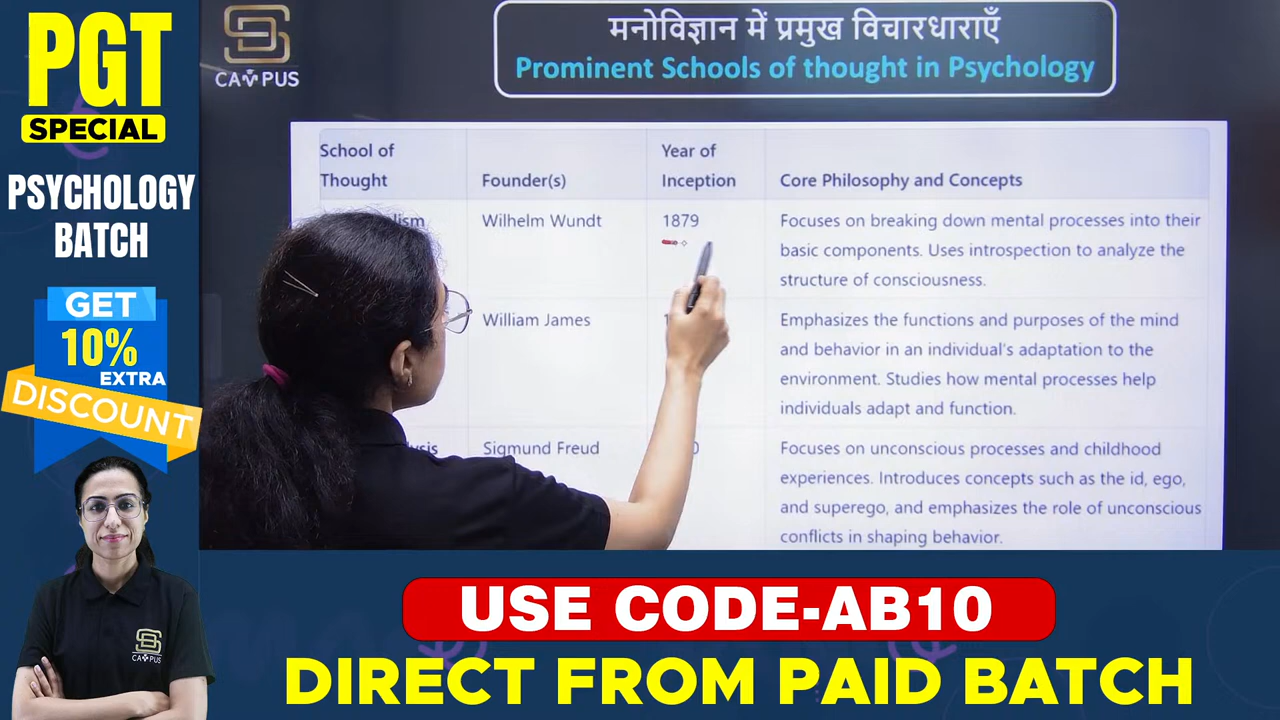 PGT
SPECIAL
PSYCHOLOGY
BATCH
GET
10%
EXTRA
DISCOUNT
SD
CAMPUS
मनोविज्ञान में प्रमुख विचारधाराएँ
Prominent Schools of thought in Psychology
School of
Thought
Founder(s)
Year of
Inception
Core Philosophy and Concepts
Wilhelm Wundt
1879
Focuses on breaking down mental processes into their
basic components. Uses introspection to analyze the
structure of consciousness.
William James
Emphasizes the functions and purposes of the mind
and behavior in an individual's adaptation to the
environment. Studies how mental processes help
individuals adapt and function.
Sigmund Freud
Focuses on unconscious processes and childhood
experiences. Introduces concepts such as the id, ego,
and superego, and emphasizes the role of unconscious
conflicts in shaping behavior.
SD
CAMPUS
USE CODE-AB10
DIRECT FROM PAID BATCH